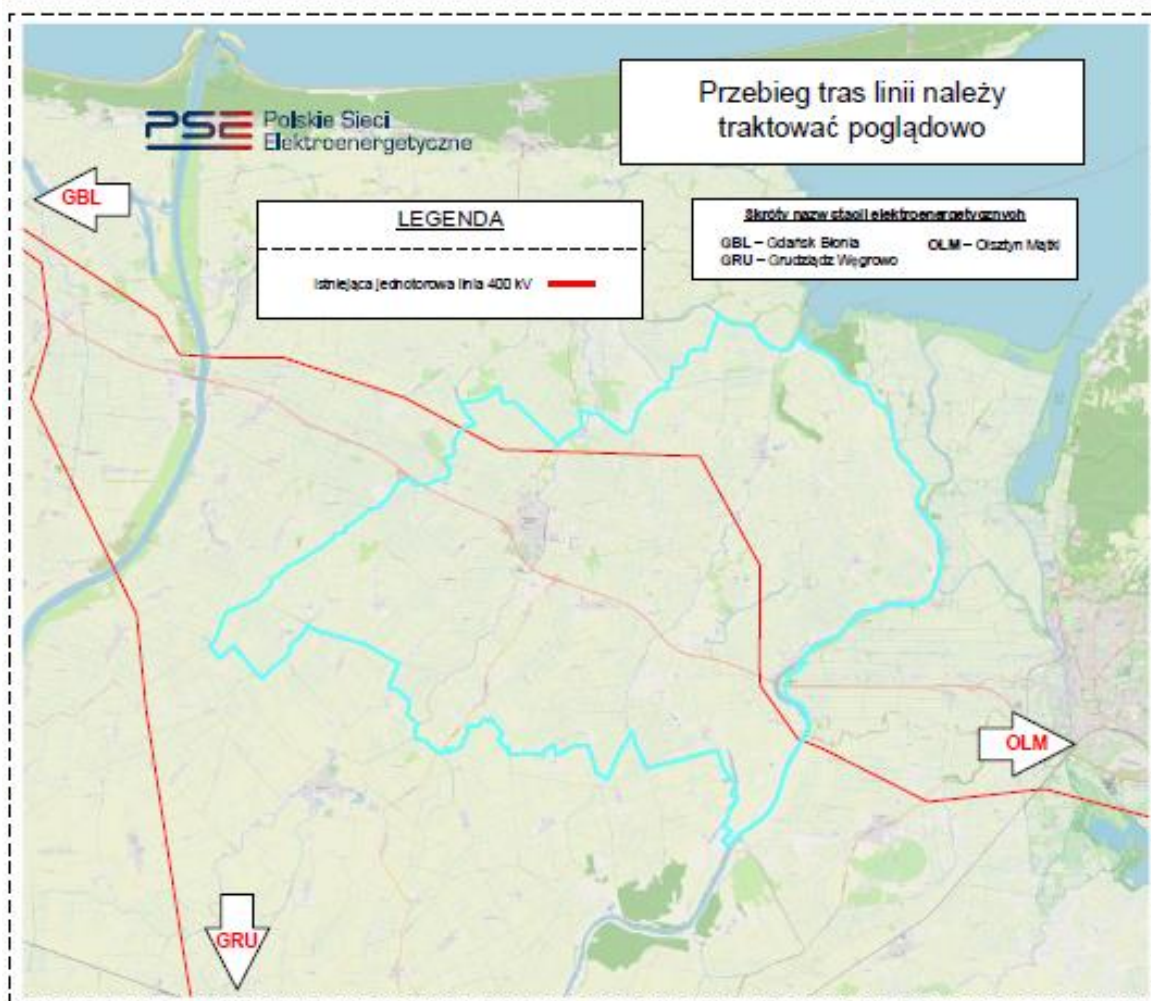 Przebieg tras linii należy
traktować poglądowo
PSE Polskie Sieci
Elektroenergetyczne
GBL
LEGENDA
Istniejąca jednotorowa linia 400 kV
Skróty nazw stacji elektroenergetycznych
GBL – Gdańsk Błonia
OLM – Olsztyn Mątki
GRU – Grudziądz Węgrowo
OLM
GRU